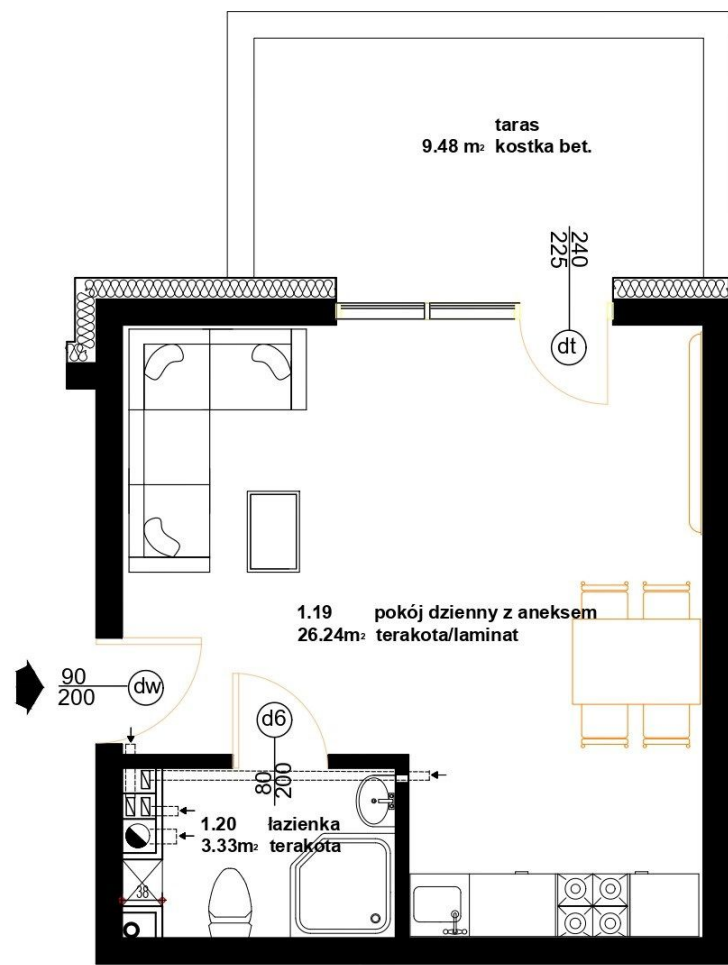 taras
9.48 m² kostka bet.
240
225
dt
1.19 pokój dzienny z aneksem
26.24m² terakota/laminat
90
200
dw
d6
80
200
1.20 łazienka
3.33m² terakota
38